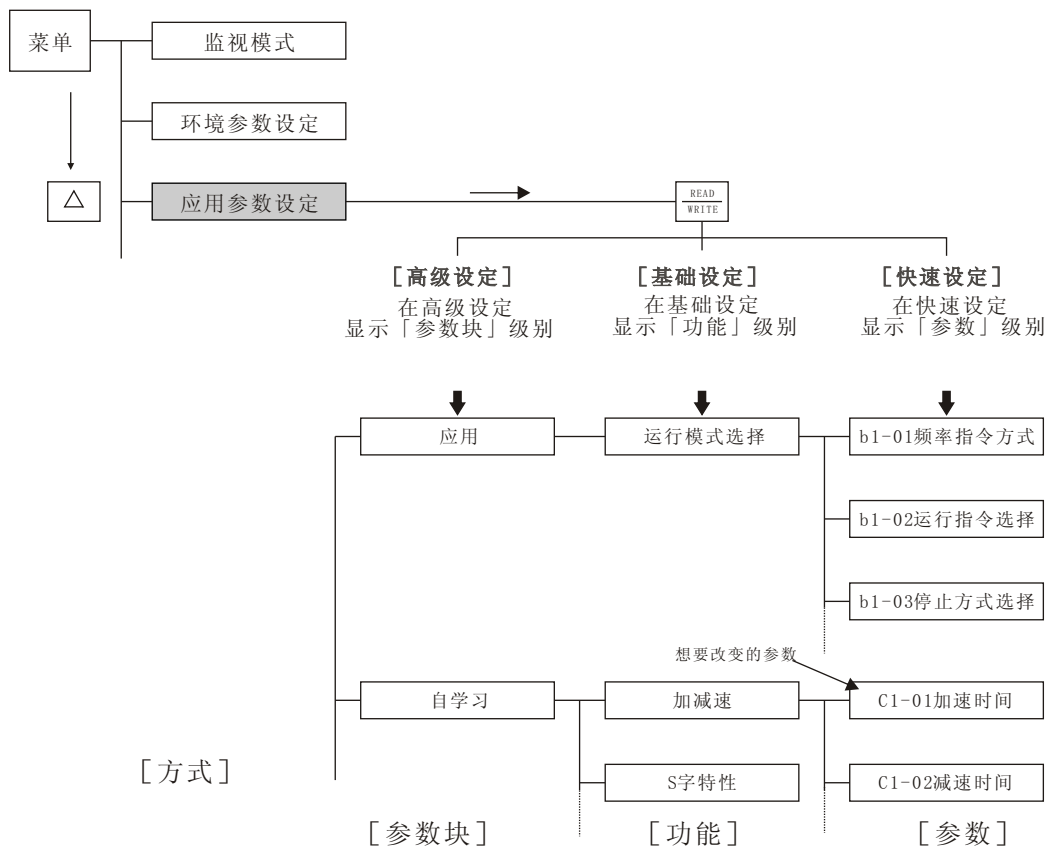 菜单
监视模式
环境参数设定
应用参数设定
△
READ
WRITE
［高级设定］
在高级设定
显示「参数块」级别
［基础设定］
在基础设定
显示「功能」级别
［快速设定］
在快速设定
显示「参数」级别
应用
运行模式选择
b1-01频率指令方式
b1-02运行指令选择
b1-03停止方式选择
想要改变的参数
自学习
加减速
C1-01加速时间
S字特性
C1-02减速时间
［方式］
［参数块］
［功能］
［参数］